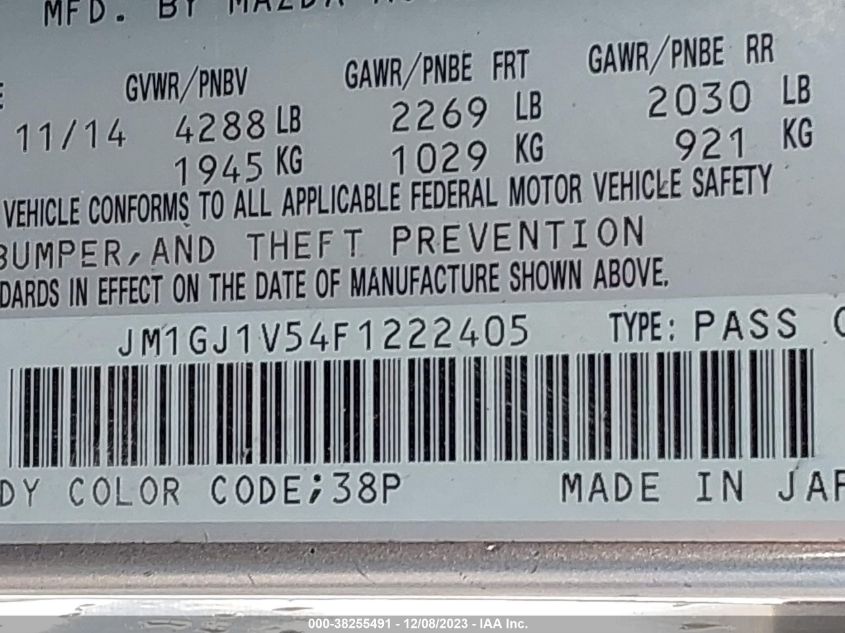 MFD. BY MAZDA
GVWR/PNBV GAWR/PNBE FRT GAWR/PNBE RR
11/14 4288 LB 2269 LB 2030 LB
1945 KG 1029 KG 921 KG
VEHICLE CONFORMS TO ALL APPLICABLE FEDERAL MOTOR VEHICLE SAFETY
BUMPER, AND THEFT PREVENTION
DARDS IN EFFECT ON THE DATE OF MANUFACTURE SHOWN ABOVE.
JM1GJ1V54F1222405 TYPE: PASS C
DY COLOR CODE;38P MADE IN JAP
000-38255491 - 12/08/2023 - IAA Inc.